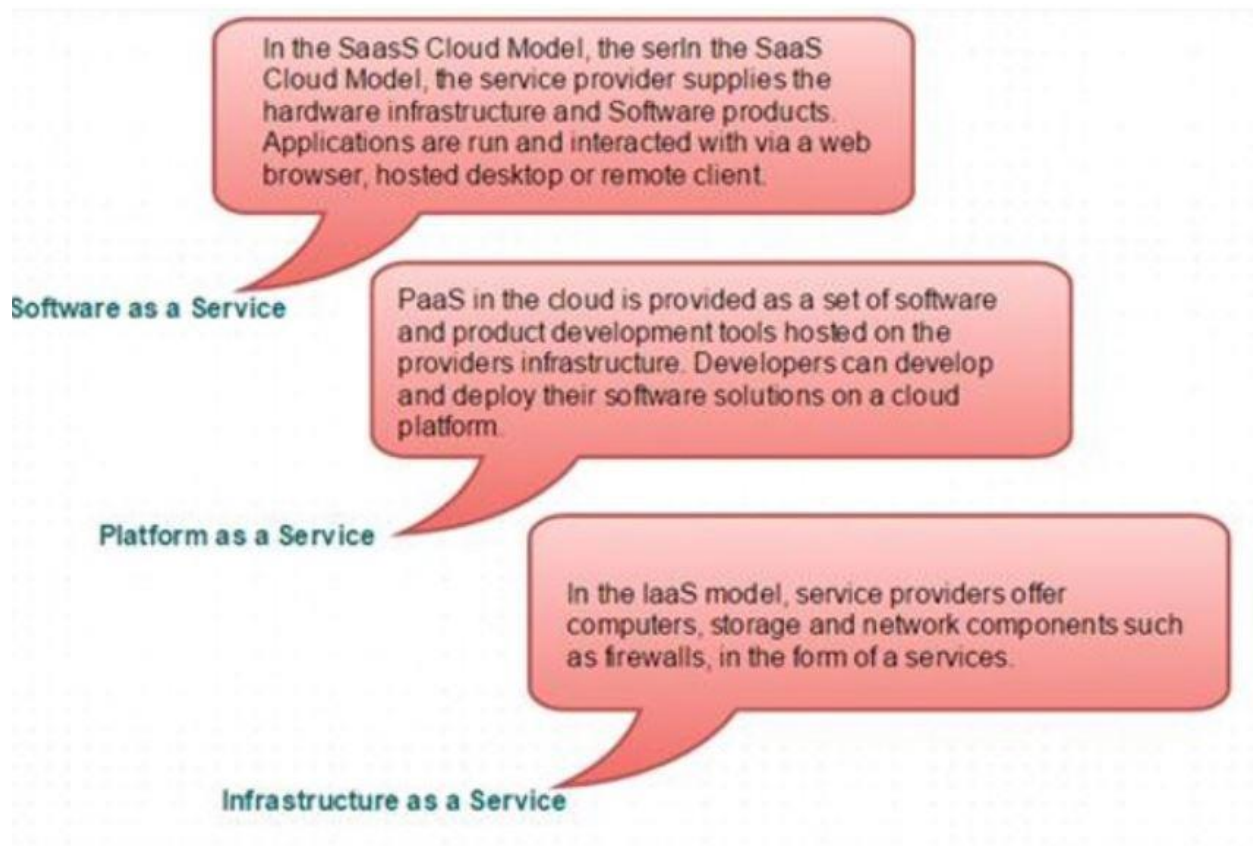 In the SaasS Cloud Model, the serIn the SaaS
Cloud Model, the service provider supplies the
hardware infrastructure and Software products.
Applications are run and interacted with via a web
browser, hosted desktop or remote client.
Software as a Service
PaaS in the cloud is provided as a set of software
and product development tools hosted on the
providers infrastructure. Developers can develop
and deploy their software solutions on a cloud
platform.
Platform as a Service
In the IaaS model, service providers offer
computers, storage and network components such
as firewalls, in the form of a services.
Infrastructure as a Service